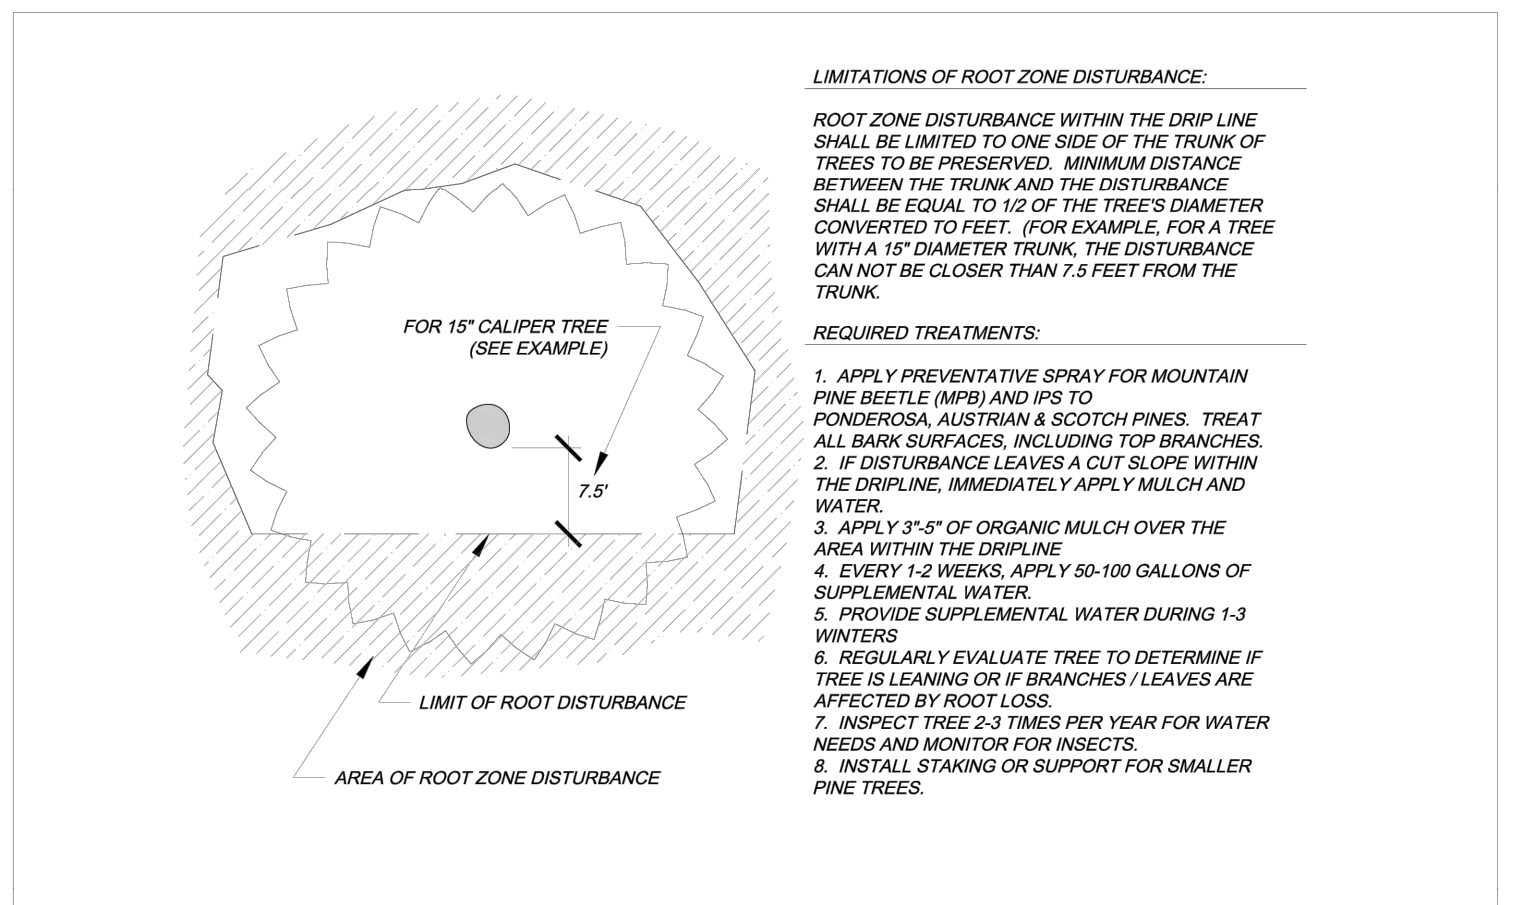 LIMITATIONS OF ROOT ZONE DISTURBANCE:
ROOT ZONE DISTURBANCE WITHIN THE DRIP LINE
SHALL BE LIMITED TO ONE SIDE OF THE TRUNK OF
TREES TO BE PRESERVED. MINIMUM DISTANCE
BETWEEN THE TRUNK AND THE DISTURBANCE
SHALL BE EQUAL TO 1/2 OF THE TREE'S DIAMETER
CONVERTED TO FEET. (FOR EXAMPLE, FOR A TREE
WITH A 15" DIAMETER TRUNK, THE DISTURBANCE
CAN NOT BE CLOSER THAN 7.5 FEET FROM THE
TRUNK.
REQUIRED TREATMENTS:
1. APPLY PREVENTATIVE SPRAY FOR MOUNTAIN
PINE BEETLE (MPB) AND IPS TO
PONDEROSA, AUSTRIAN & SCOTCH PINES. TREAT
ALL BARK SURFACES, INCLUDING TOP BRANCHES.
2. IF DISTURBANCE LEAVES A CUT SLOPE WITHIN
THE DRIPLINE, IMMEDIATELY APPLY MULCH AND
WATER.
3. APPLY 3"-5" OF ORGANIC MULCH OVER THE
AREA WITHIN THE DRIPLINE
4. EVERY 1-2 WEEKS, APPLY 50-100 GALLONS OF
SUPPLEMENTAL WATER.
5. PROVIDE SUPPLEMENTAL WATER DURING 1-3
WINTERS
6. REGULARLY EVALUATE TREE TO DETERMINE IF
TREE IS LEANING OR IF BRANCHES / LEAVES ARE
AFFECTED BY ROOT LOSS.
7. INSPECT TREE 2-3 TIMES PER YEAR FOR WATER
NEEDS AND MONITOR FOR INSECTS.
8. INSTALL STAKING OR SUPPORT FOR SMALLER
PINE TREES.
FOR 15" CALIPER TREE
(SEE EXAMPLE)
7.5'
LIMIT OF ROOT DISTURBANCE
AREA OF ROOT ZONE DISTURBANCE